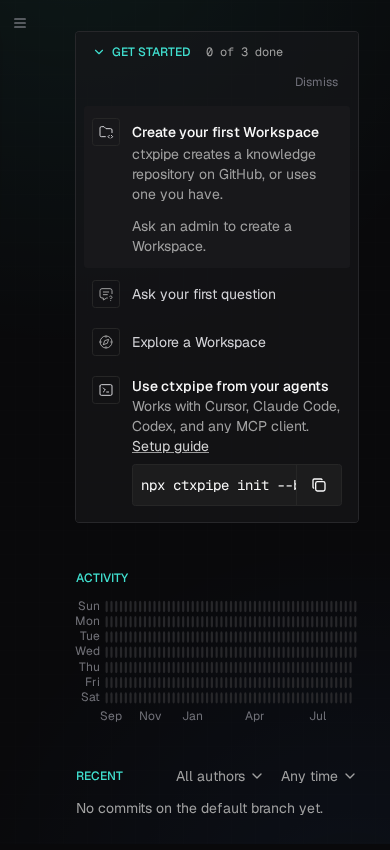 GET STARTED 0 of 3 done
Dismiss
Create your first Workspace
ctxpipe creates a knowledge
repository on GitHub, or uses
one you have.
Ask an admin to create a
Workspace.
Ask your first question
Explore a Workspace
Use ctxpipe from your agents
Works with Cursor, Claude Code,
Codex, and any MCP client.
Setup guide
npx ctxpipe init --
ACTIVITY
Sun
Mon
Tue
Wed
Thu
Fri
Sat
Sep Nov Jan Apr Jul
RECENT All authors Any time
No commits on the default branch yet.